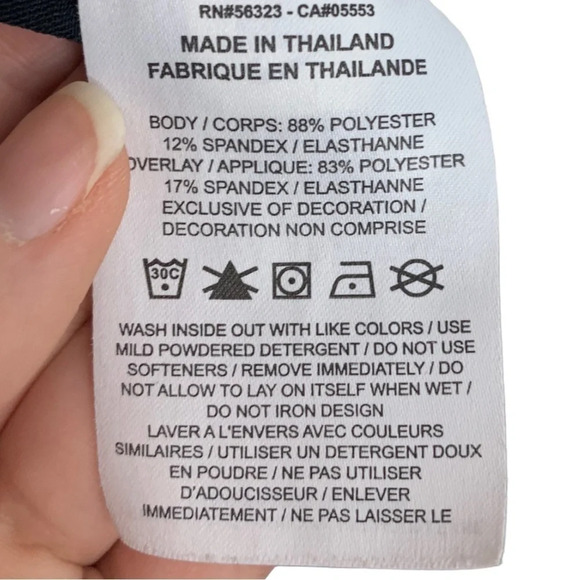 RN#56323 - CA#05553
MADE IN THAILAND
FABRIQUE EN THAILANDE
BODY / CORPS: 88% POLYESTER
12% SPANDEX / ELASTHANNE
OVERLAY / APPLIQUE: 83% POLYESTER
17% SPANDEX / ELASTHANNE
EXCLUSIVE OF DECORATION /
DECORATION NON COMPRISE
30C
WASH INSIDE OUT WITH LIKE COLORS / USE
MILD POWDERED DETERGENT / DO NOT USE
SOFTENERS / REMOVE IMMEDIATELY / DO
NOT ALLOW TO LAY ON ITSELF WHEN WET /
DO NOT IRON DESIGN
LAVER A L'ENVERS AVEC COULEURS
SIMILAIRES / UTILISER UN DETERGENT DOUX
EN POUDRE / NE PAS UTILISER
D'ADOUCISSEUR / ENLEVER
IMMEDIATEMENT / NE PAS LAISSER LE